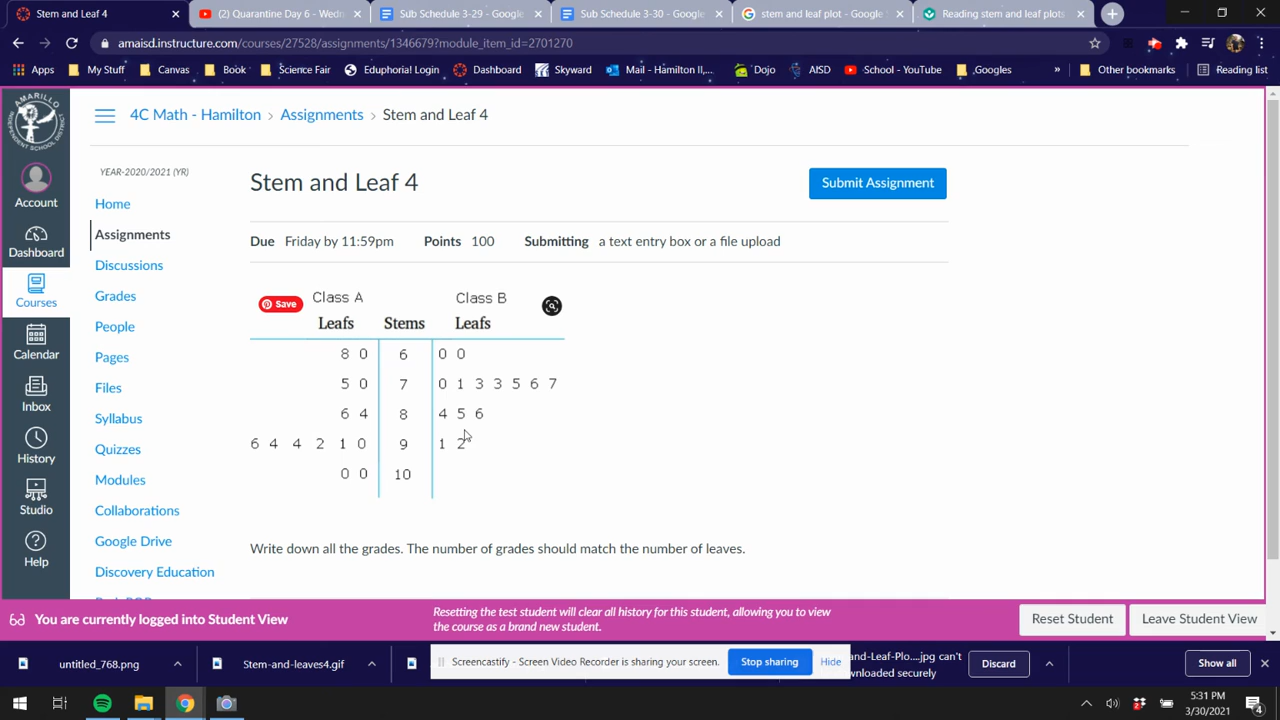 Stem and Leaf 4
(2) Quarantine Day 6 - Wedn
Sub Schedule 3-29 - Google
Sub Schedule 3-30 - Google
stem and leaf plot - Google
Reading stem and leaf plots
amaisd.instructure.com/courses/27528/assignments/1346679?module_item_id=2701270
Apps My Stuff Canvas Book Science Fair Eduphoria! Login Dashboard Skyward Mail - Hamilton II,... Dojo AISD School - YouTube Googles » Other bookmarks Reading list
AMARILLO
INDEPENDENT SCHOOL DISTRICT
Account
Dashboard
Courses
Calendar
Inbox
History
Studio
Help
4C Math - Hamilton › Assignments › Stem and Leaf 4
YEAR-2020/2021 (YR)
Home
Assignments
Discussions
Grades
People
Pages
Files
Syllabus
Quizzes
Modules
Collaborations
Google Drive
Discovery Education
Stem and Leaf 4
Submit Assignment
Due Friday by 11:59pm Points 100 Submitting a text entry box or a file upload
Save
Class A Class B
Leafs Stems Leafs
8 0 6 0 0
5 0 7 0 1 3 3 5 6 7
6 4 8 4 5 6
6 4 4 2 1 0 9 1 2
0 0 10
Write down all the grades. The number of grades should match the number of leaves.
You are currently logged into Student View
Resetting the test student will clear all history for this student, allowing you to view
the course as a brand new student.
Reset Student
Leave Student View
untitled_768.png
Stem-and-leaves4.gif
Screencastify - Screen Video Recorder is sharing your screen.
Stop sharing
Hide
and-Leaf-Plo....jpg can't
wnloaded securely
Discard
Show all
5:31 PM
3/30/2021
4